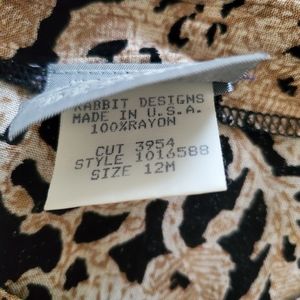 RABBIT DESIGNS
MADE IN U.S.A.
100%RAYON
CUT 3954
STYLE 1016588
SIZE 12M